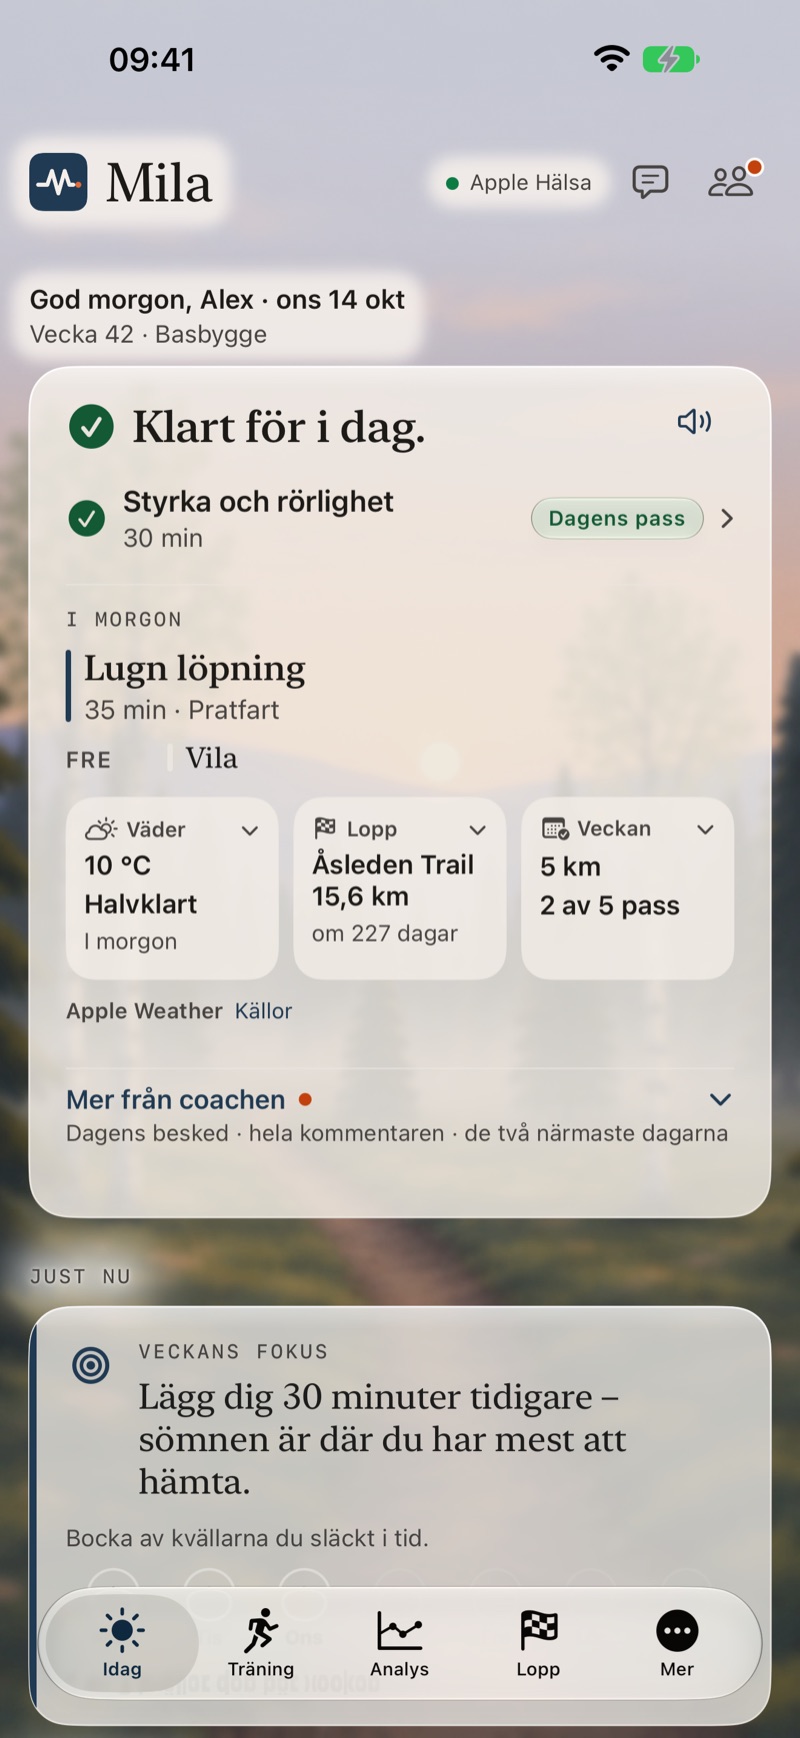 09:41
Mila
Apple Hälsa
God morgon, Alex · ons 14 okt
Vecka 42 · Basbygge
Klart för i dag.
Styrka och rörlighet
30 min
Dagens pass
I MORGON
Lugn löpning
35 min · Pratfart
FRE Vila
Väder
10 °C
Halvklart
I morgon
Lopp
Åsleden Trail
15,6 km
om 227 dagar
Veckan
5 km
2 av 5 pass
Apple Weather Källor
Mer från coachen
Dagens besked · hela kommentaren · de två närmaste dagarna
JUST NU
VECKANS FOKUS
Lägg dig 30 minuter tidigare –
sömnen är där du har mest att
hämta.
Bocka av kvällarna du släckt i tid.
Ons
Idag
Träning
Analys
Lopp
Mer